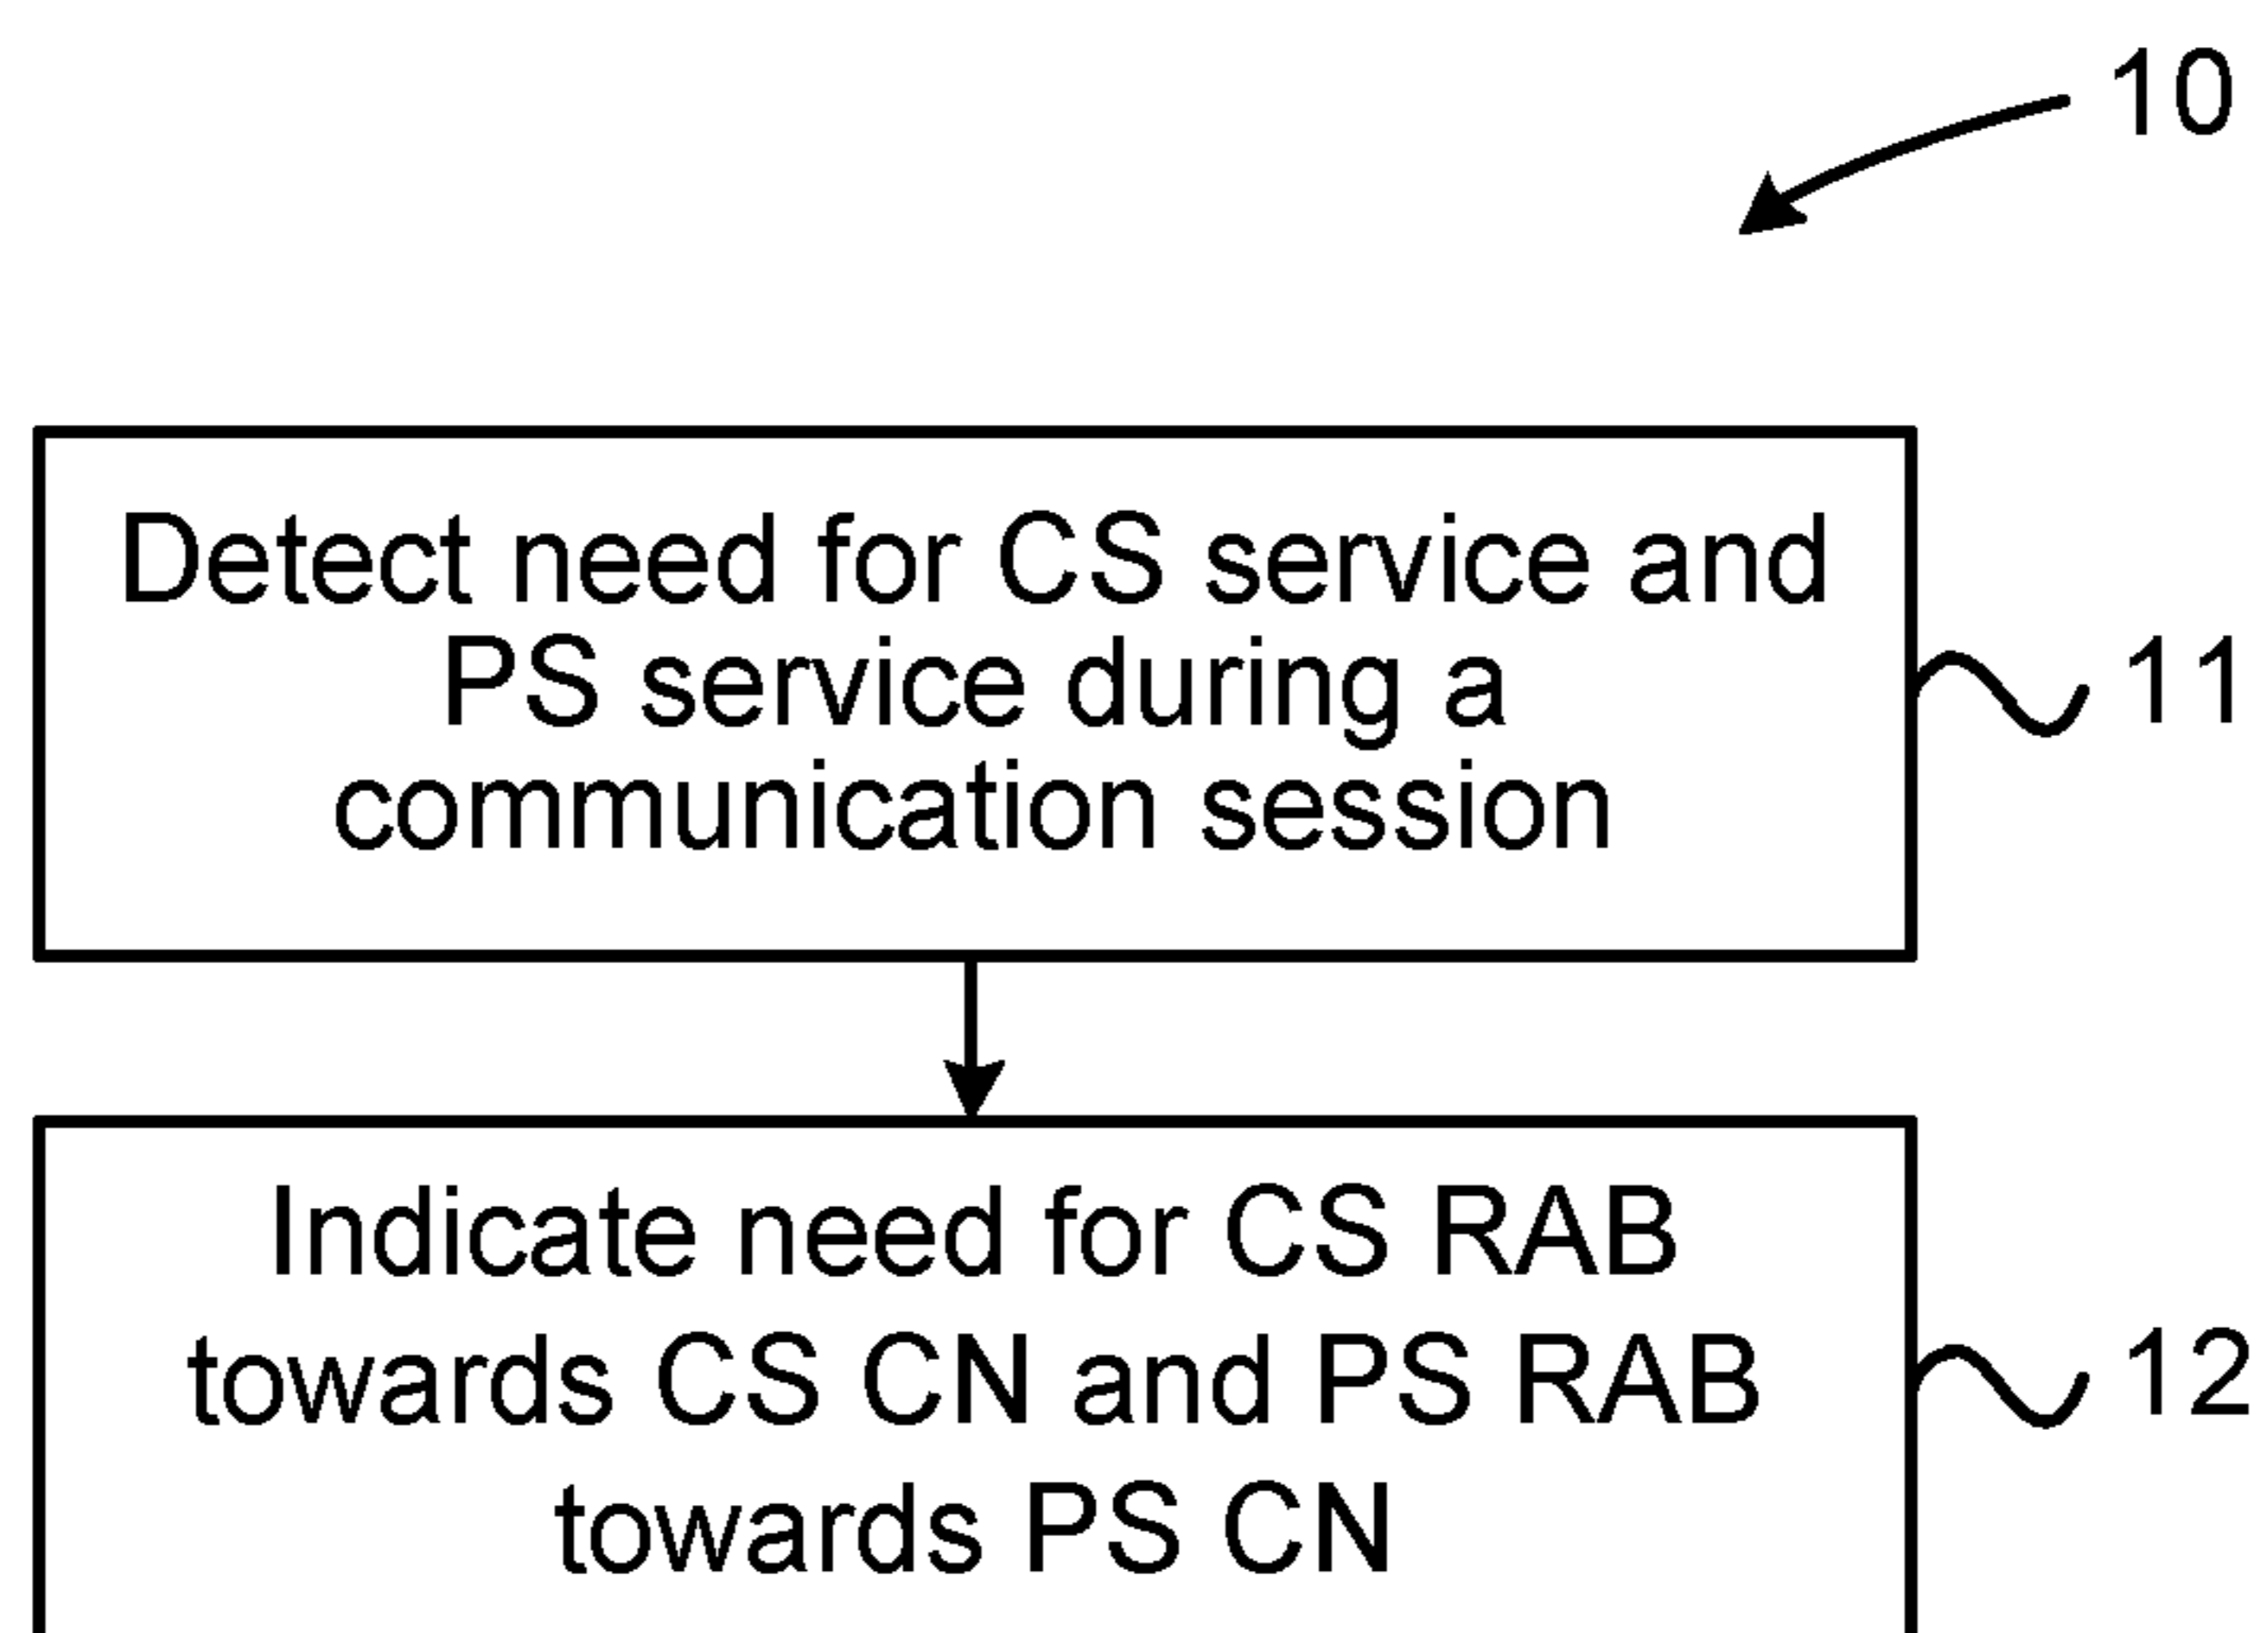 10
Detect need for CS service and
PS service during a
communication session
11
Indicate need for CS RAB
towards CS CN and PS RAB
towards PS CN
12